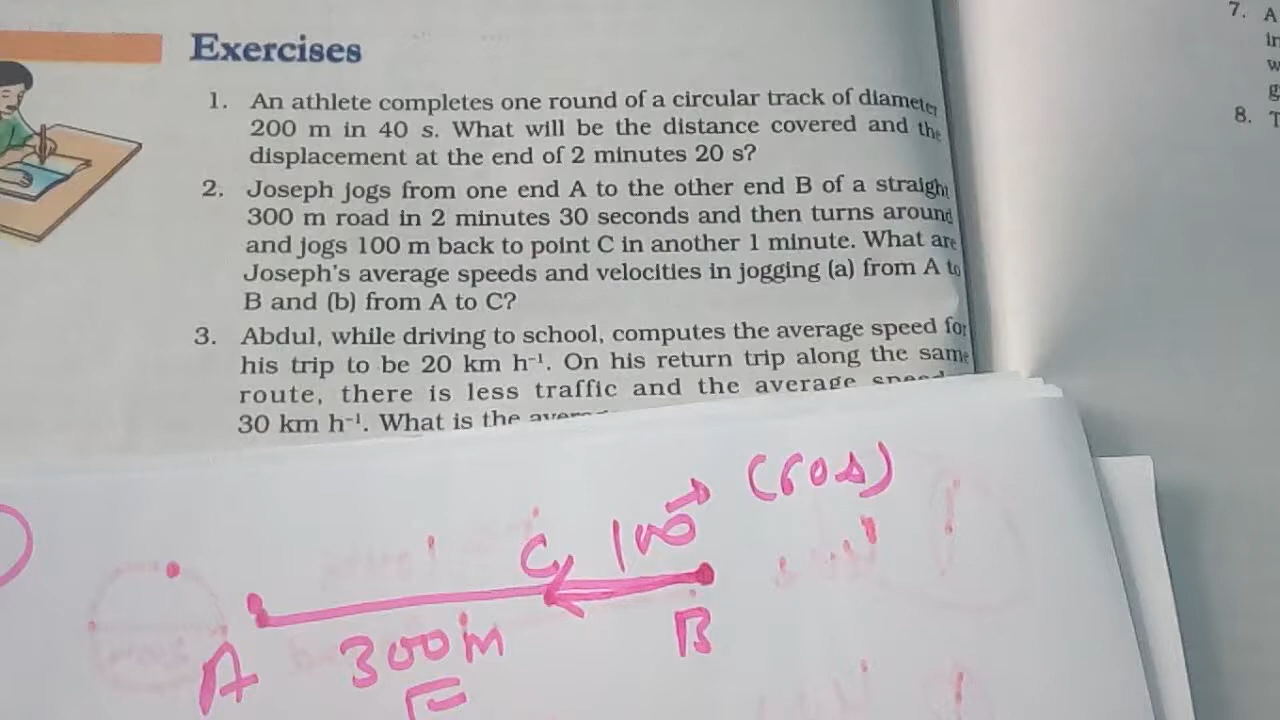 Exercises
1. An athlete completes one round of a circular track of diameter
200 m in 40 s. What will be the distance covered and the
displacement at the end of 2 minutes 20 s?
2. Joseph jogs from one end A to the other end B of a straight
300 m road in 2 minutes 30 seconds and then turns around
and jogs 100 m back to point C in another 1 minute. What are
Joseph's average speeds and velocities in jogging (a) from A to
B and (b) from A to C?
3. Abdul, while driving to school, computes the average speed for
his trip to be 20 km h⁻¹. On his return trip along the same
route, there is less traffic and the average speed
30 km h⁻¹. What is the
7. A
8. T
(60s)
C 100
A 300m B